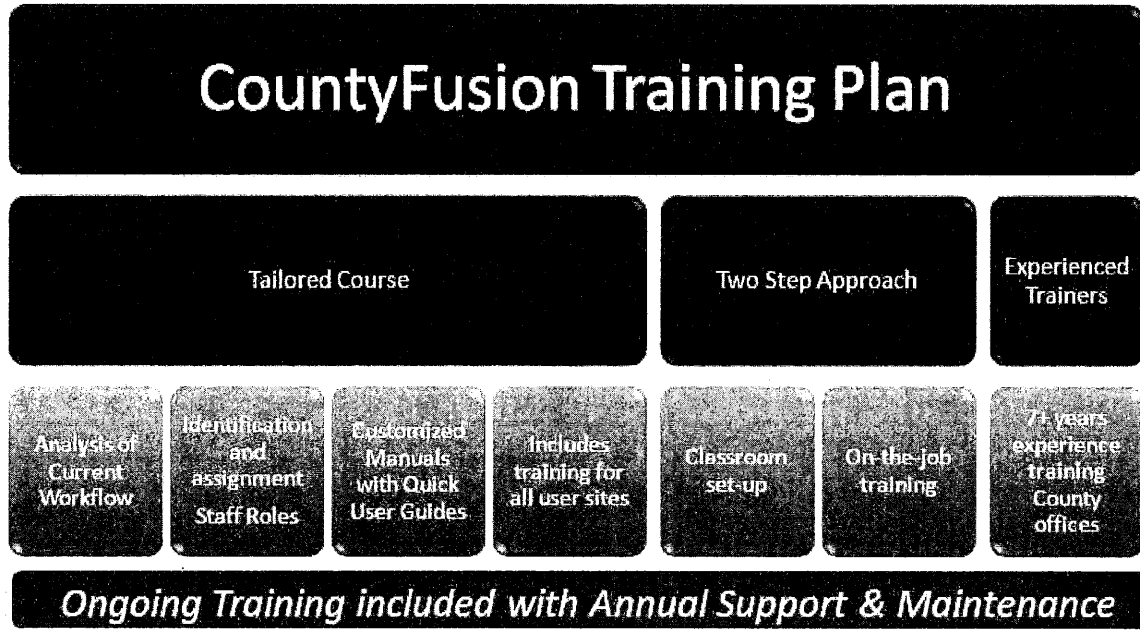 CountyFusion Training Plan
Tailored Course
Two Step Approach
Experienced
Trainers
Analysis of
Current
Workflow
Identification
and
assignment
Staff Roles
Customized
Manuals
with Quick
User Guides
Includes
training for
all user sites
Classroom
set-up
On-the-job
training
7+ years
experience
training
County
offices
Ongoing Training included with Annual Support & Maintenance